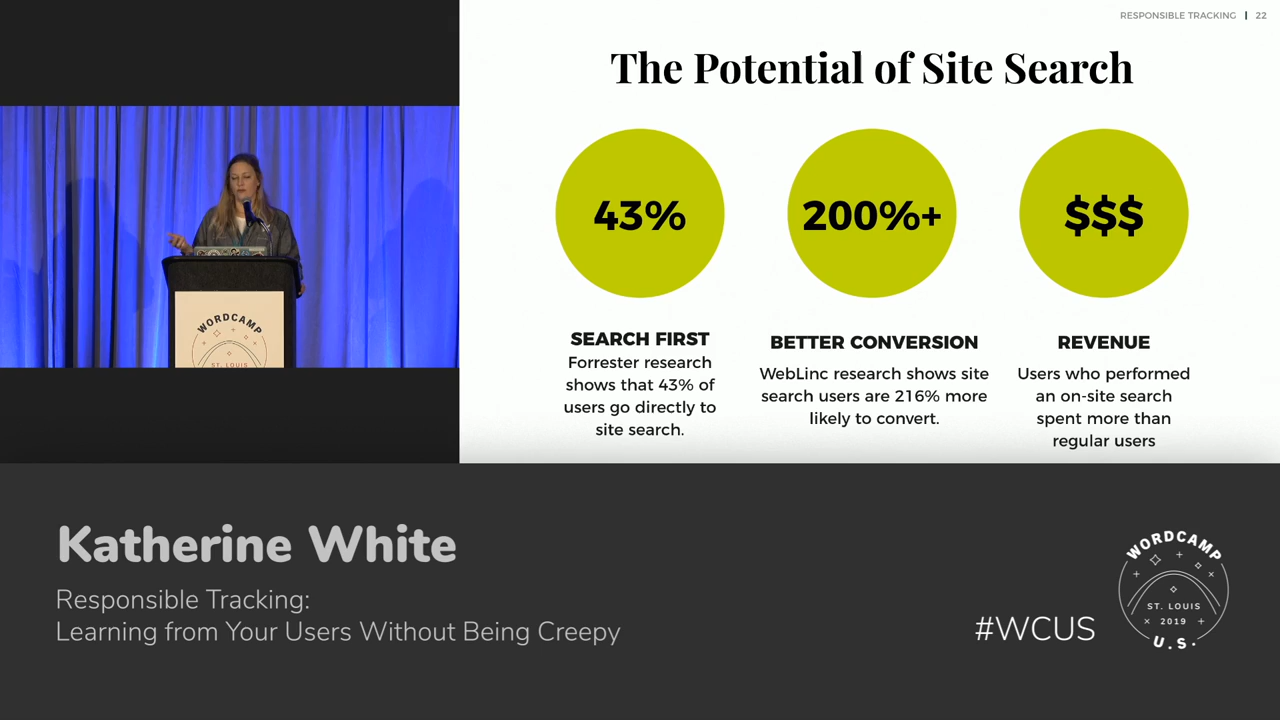 RESPONSIBLE TRACKING | 22
The Potential of Site Search
43%
200%+
$$$
SEARCH FIRST
Forrester research
shows that 43% of
users go directly to
site search.
BETTER CONVERSION
WebLinc research shows site
search users are 216% more
likely to convert.
REVENUE
Users who performed
an on-site search
spent more than
regular users
WORDCAMP
ST. LOUIS
Katherine White
Responsible Tracking:
Learning from Your Users Without Being Creepy
#WCUS
WORDCAMP
ST. LOUIS
2019
U.S.